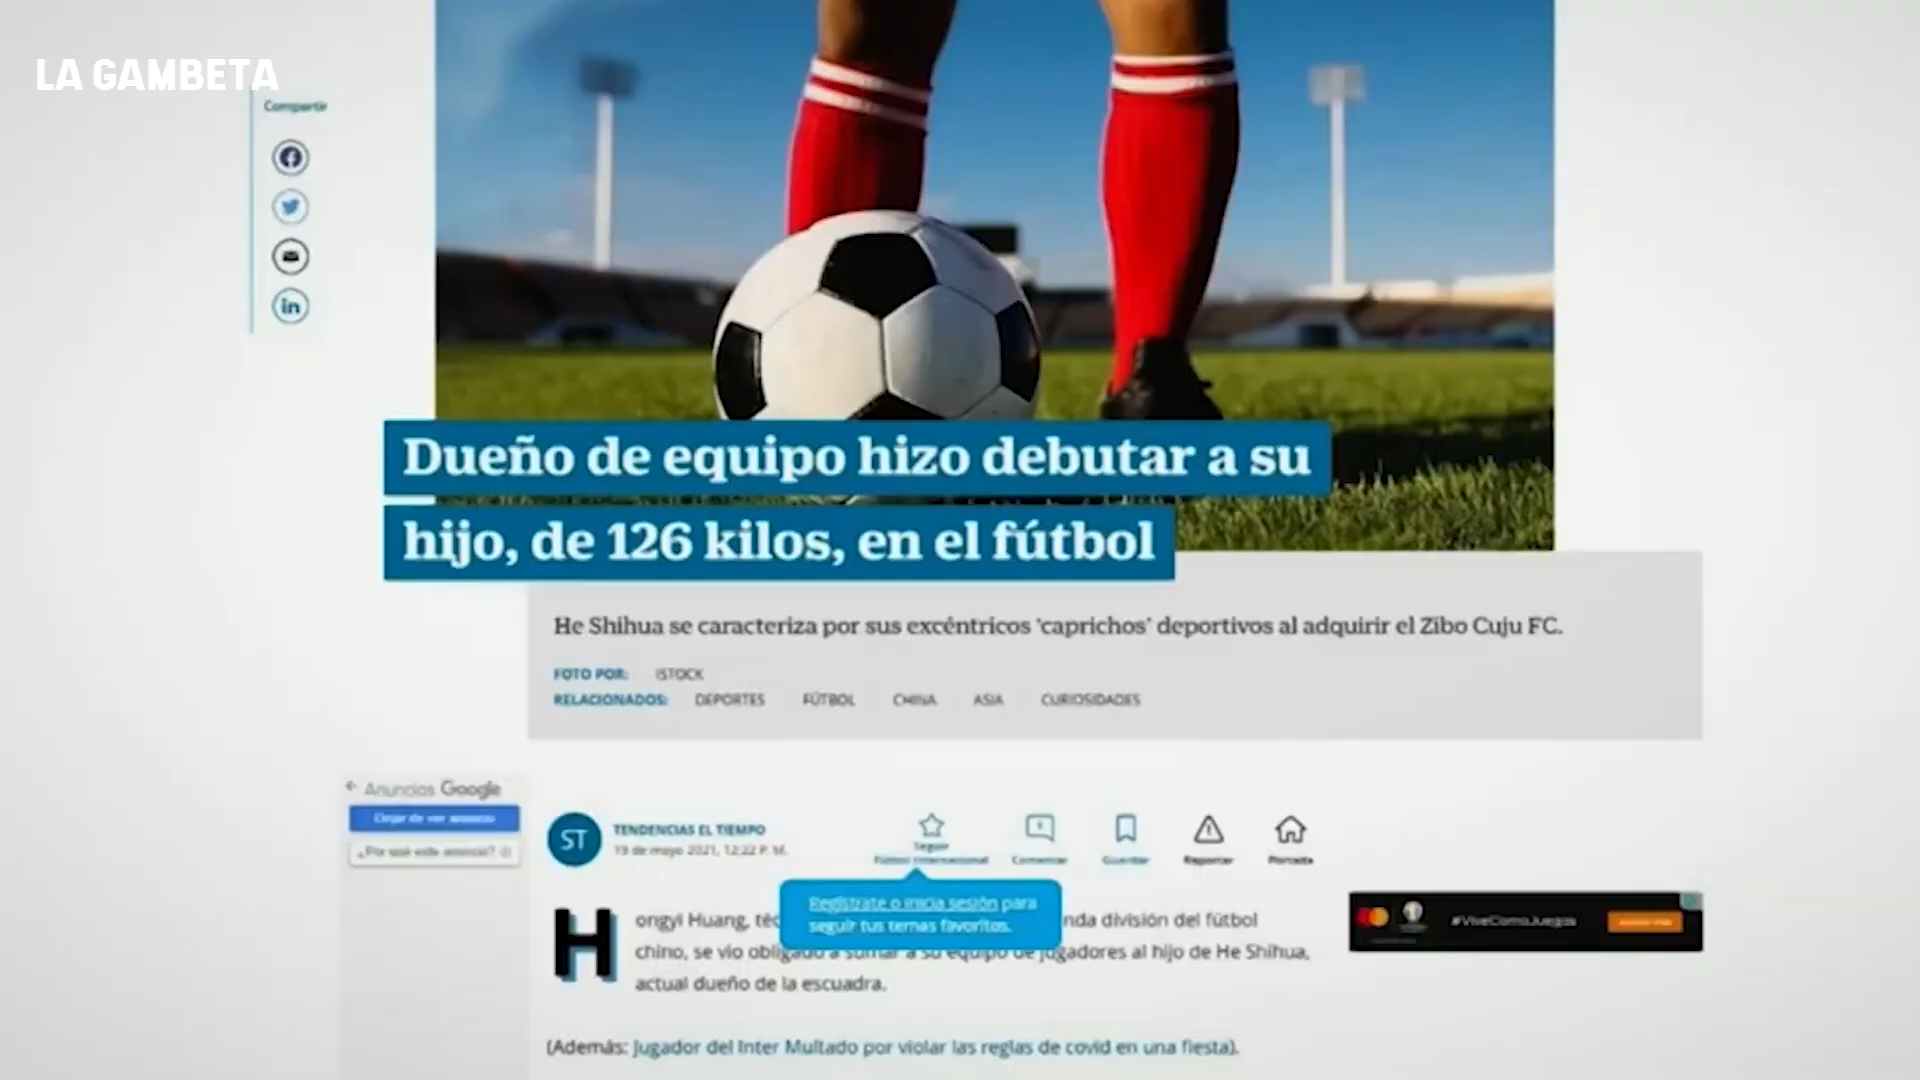 LA GAMBETA
Compartir
Dueño de equipo hizo debutar a su
hijo, de 126 kilos, en el fútbol
He Shihua se caracteriza por sus excéntricos 'caprichos' deportivos al adquirir el Zibo Cuju FC.
FOTO POR: ISTOCK
RELACIONADOS: DEPORTES FÚTBOL CHINA ASIA CURIOSIDADES
Anuncios Google
Dejar de ver anuncio
¿Por qué este anuncio?
ST
TENDENCIAS EL TIEMPO
19 de mayo 2021, 12:22 P. M.
Seguir
Fútbol Internacional
Comentar
Guardar
Reportar
Portada
Regístrate o inicia sesión para
seguir tus temas favoritos.
Hongyi Huang, téc nda división del fútbol
chino, se vio obligado a sumar a su equipo de jugadores al hijo de He Shihua,
actual dueño de la escuadra.
#ViveComoJuegas
(Además: Jugador del Inter Multado por violar las reglas de covid en una fiesta).